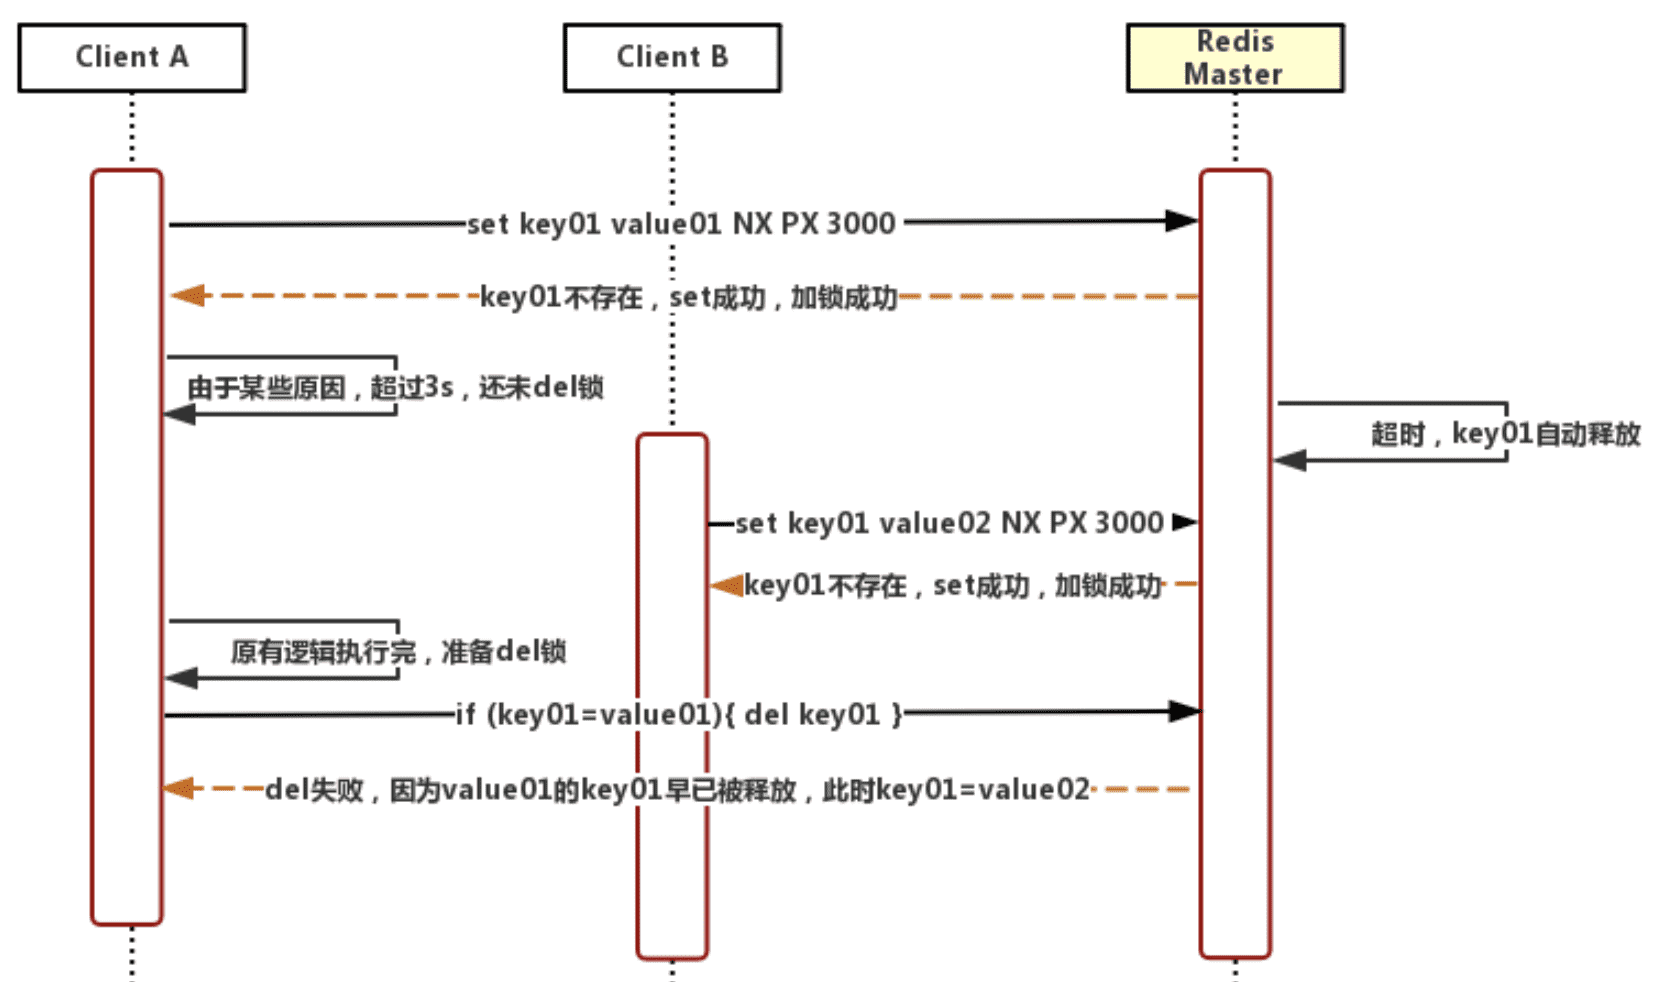 Client A
Client B
Redis
Master
set key01 value01 NX PX 3000
key01不存在，set成功，加锁成功
由于某些原因，超过3s，还未del锁
超时，key01自动释放
set key01 value02 NX PX 3000
key01不存在，set成功，加锁成功
原有逻辑执行完，准备del锁
if (key01=value01){ del key01 }
del失败，因为value01的key01早已被释放，此时key01=value02